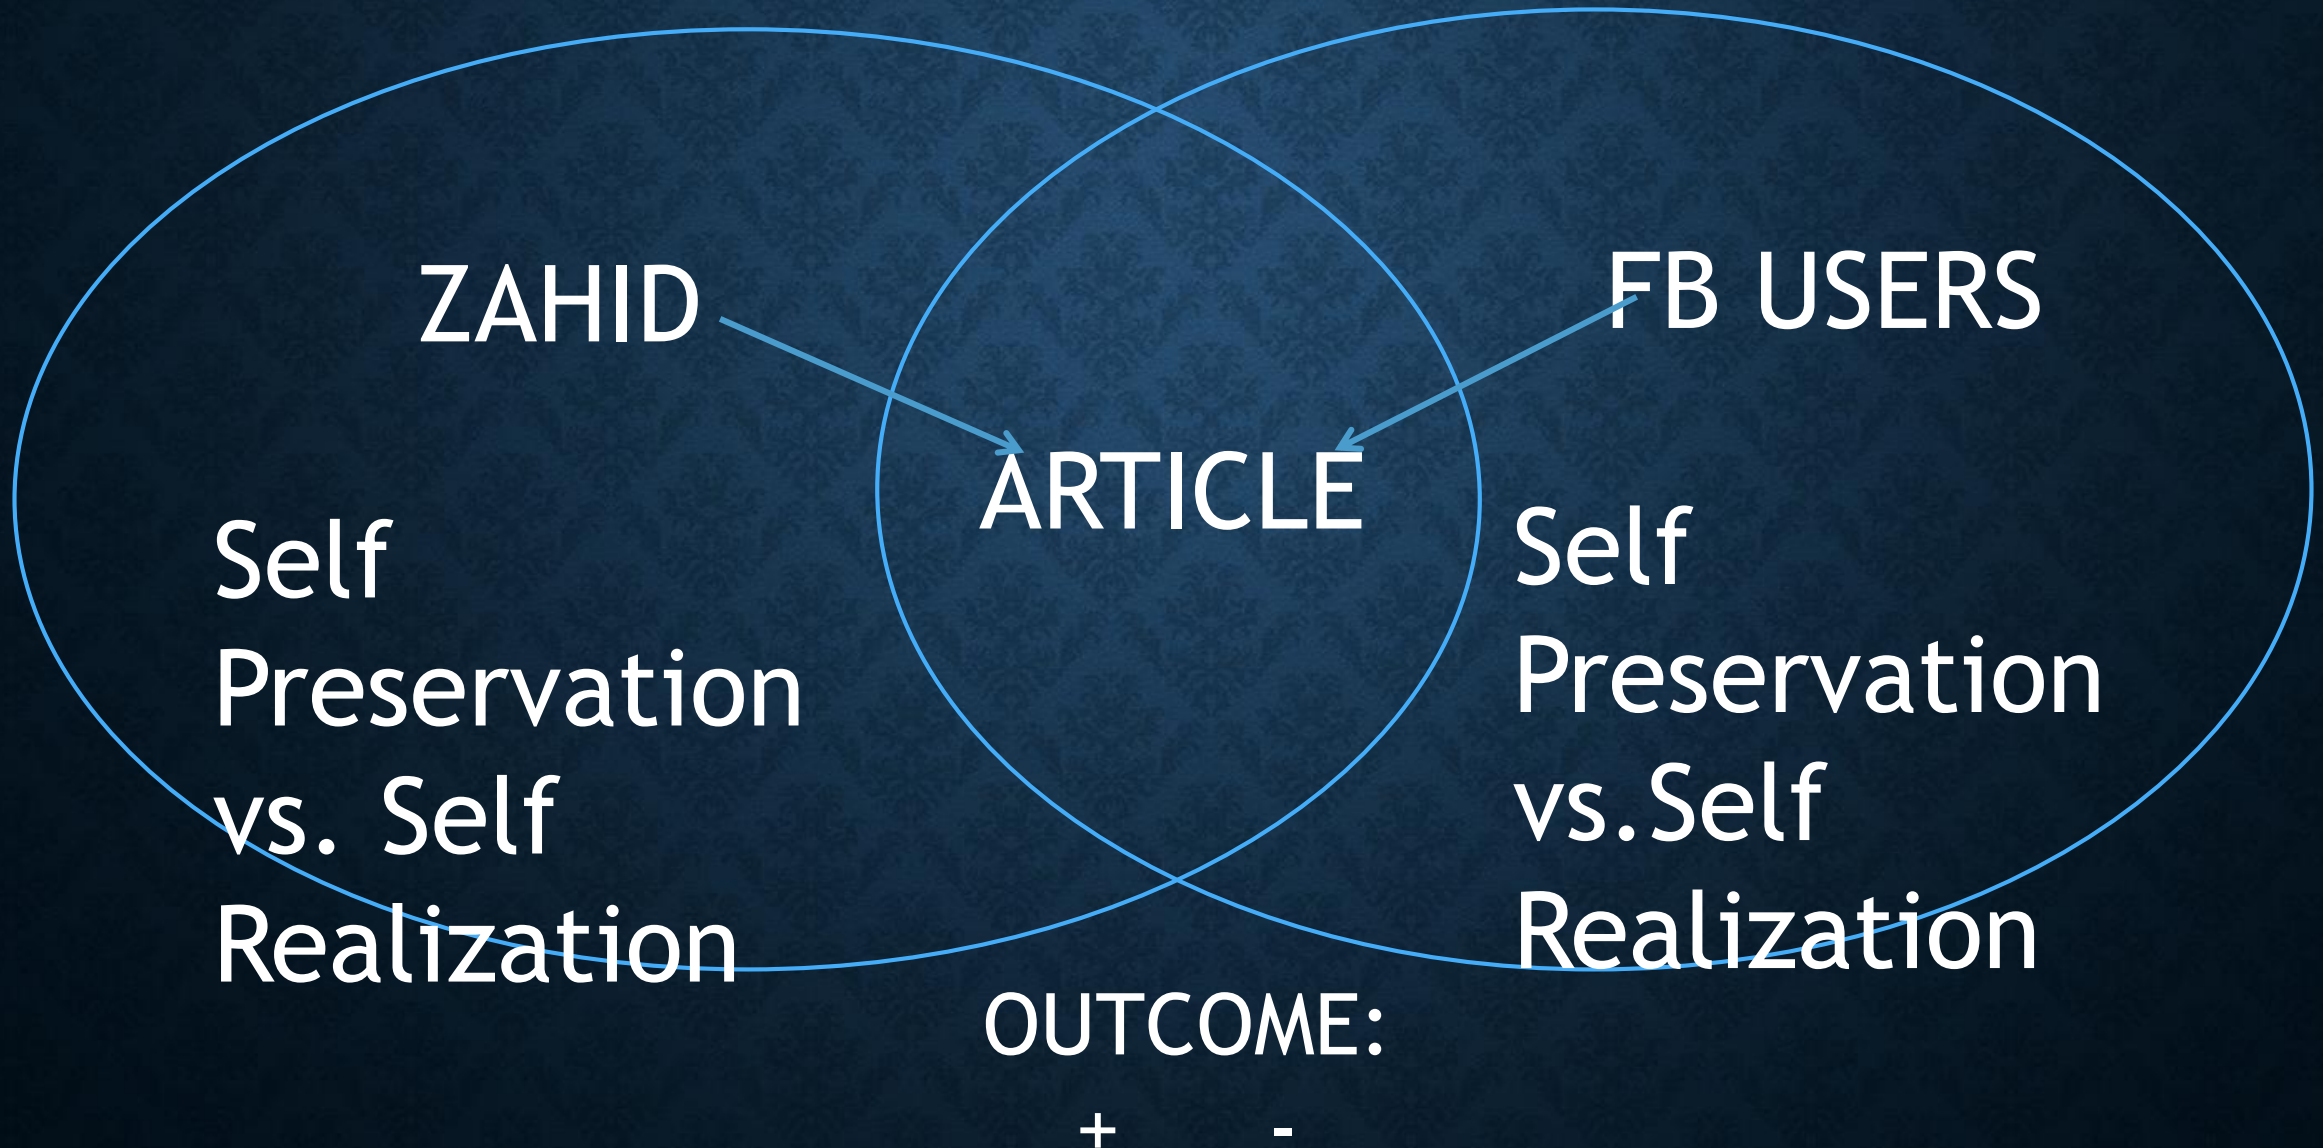 ZAHID
FB USERS
ARTICLE
Self
Preservation
vs. Self
Realization
Self
Preservation
vs.Self
Realization
OUTCOME:
+ -